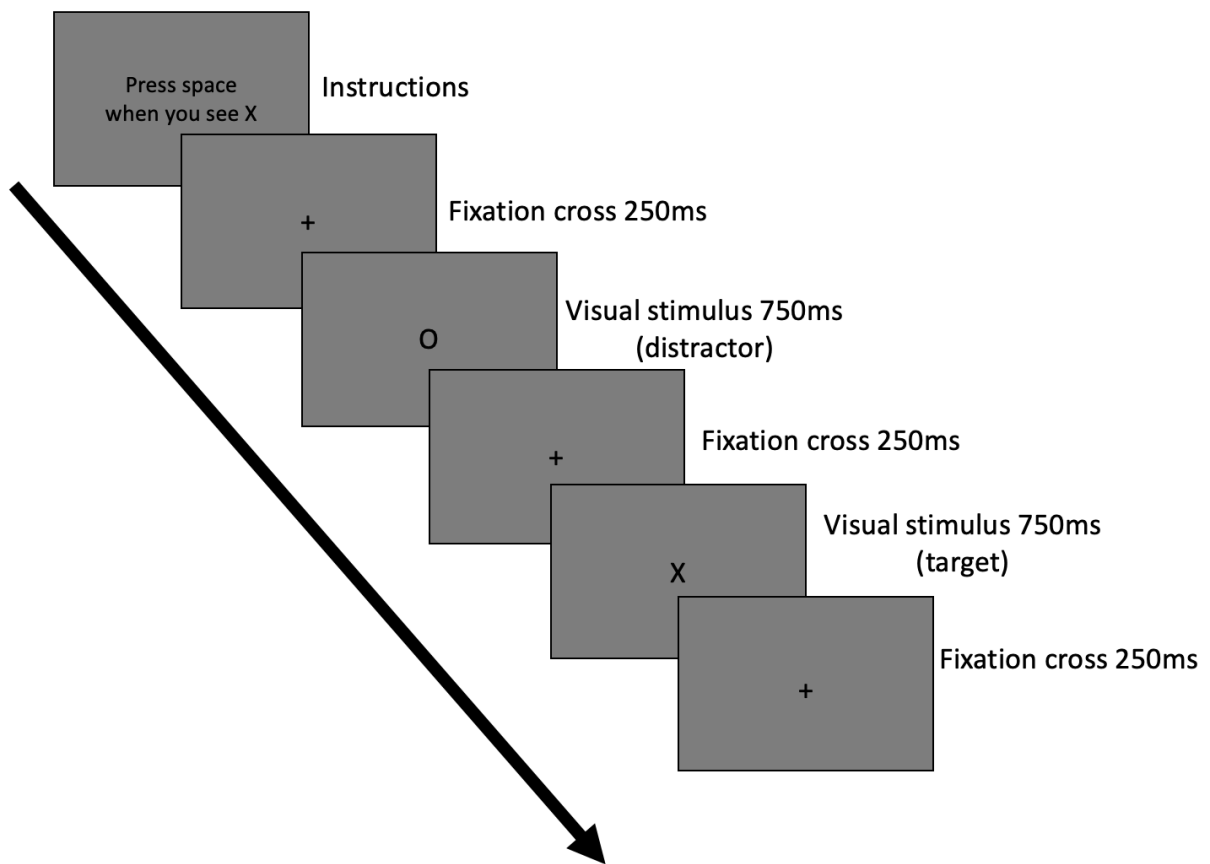 Press space
when you see X
Instructions
+
Fixation cross 250ms
O
Visual stimulus 750ms
(distractor)
+
Fixation cross 250ms
X
Visual stimulus 750ms
(target)
+
Fixation cross 250ms